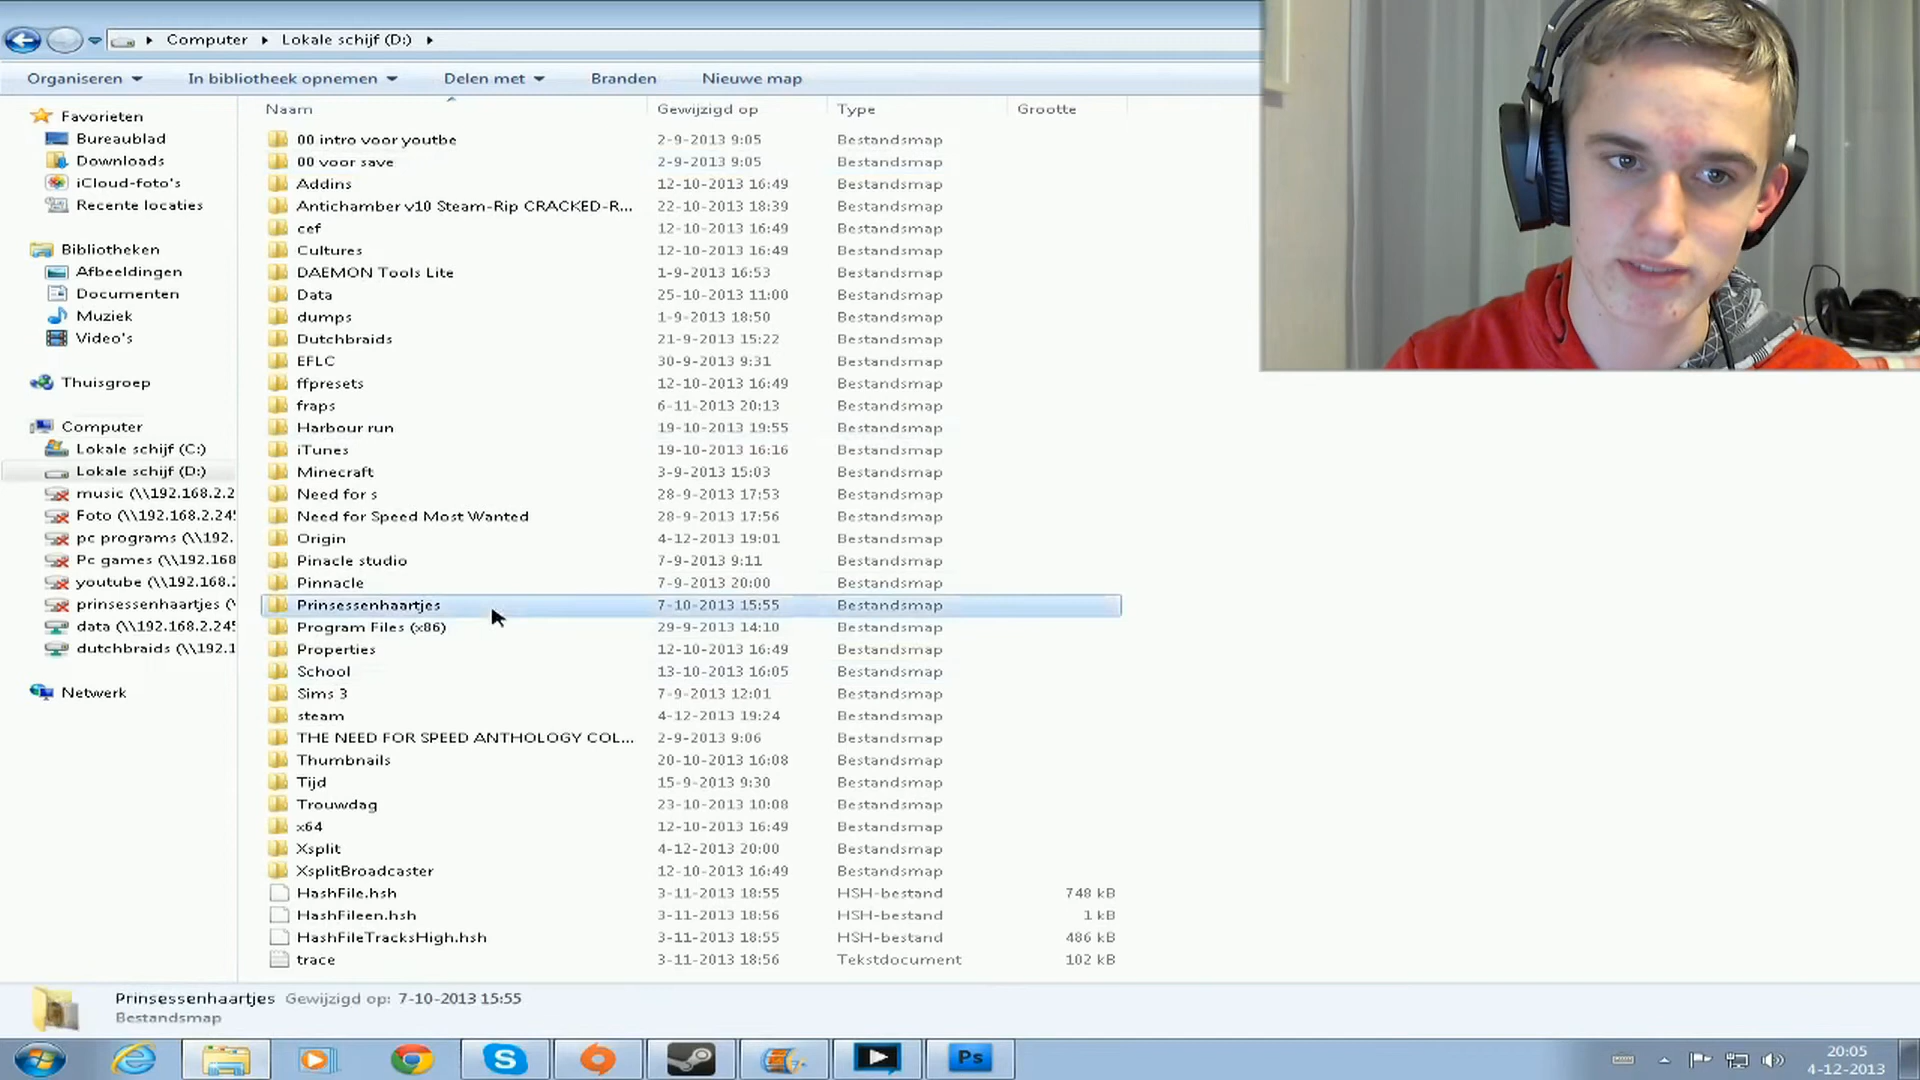 Computer Lokale schijf (D:)
Organiseren In bibliotheek opnemen Delen met Branden Nieuwe map
Naam Gewijzigd op Type Grootte
Favorieten
Bureaublad
Downloads
iCloud-foto's
Recente locaties
Bibliotheken
Afbeeldingen
Documenten
Muziek
Video's
Thuisgroep
Computer
Lokale schijf (C:)
Lokale schijf (D:)
music (\\192.168.2.2
Foto (\\192.168.2.245
pc programs (\\192.
Pc games (\\192.168
youtube (\\192.168.2
prinsessenhaartjes (\
data (\\192.168.2.245
dutchbraids (\\192.1
Netwerk
00 intro voor youtbe 2-9-2013 9:05 Bestandsmap
00 voor save 2-9-2013 9:05 Bestandsmap
Addins 12-10-2013 16:49 Bestandsmap
Antichamber v10 Steam-Rip CRACKED-R... 22-10-2013 18:39 Bestandsmap
cef 12-10-2013 16:49 Bestandsmap
Cultures 12-10-2013 16:49 Bestandsmap
DAEMON Tools Lite 1-9-2013 16:53 Bestandsmap
Data 25-10-2013 11:00 Bestandsmap
dumps 1-9-2013 18:50 Bestandsmap
Dutchbraids 21-9-2013 15:22 Bestandsmap
EFLC 30-9-2013 9:31 Bestandsmap
ffpresets 12-10-2013 16:49 Bestandsmap
fraps 6-11-2013 20:13 Bestandsmap
Harbour run 19-10-2013 19:55 Bestandsmap
iTunes 19-10-2013 16:16 Bestandsmap
Minecraft 3-9-2013 15:03 Bestandsmap
Need for s 28-9-2013 17:53 Bestandsmap
Need for Speed Most Wanted 28-9-2013 17:56 Bestandsmap
Origin 4-12-2013 19:01 Bestandsmap
Pinacle studio 7-9-2013 9:11 Bestandsmap
Pinnacle 7-9-2013 20:00 Bestandsmap
Prinsessenhaartjes 7-10-2013 15:55 Bestandsmap
Program Files (x86) 29-9-2013 14:10 Bestandsmap
Properties 12-10-2013 16:49 Bestandsmap
School 13-10-2013 16:05 Bestandsmap
Sims 3 7-9-2013 12:01 Bestandsmap
steam 4-12-2013 19:24 Bestandsmap
THE NEED FOR SPEED ANTHOLOGY COL... 2-9-2013 9:06 Bestandsmap
Thumbnails 20-10-2013 16:08 Bestandsmap
Tijd 15-9-2013 9:30 Bestandsmap
Trouwdag 23-10-2013 10:08 Bestandsmap
x64 12-10-2013 16:49 Bestandsmap
Xsplit 4-12-2013 20:00 Bestandsmap
XsplitBroadcaster 12-10-2013 16:49 Bestandsmap
HashFile.hsh 3-11-2013 18:55 HSH-bestand 748 kB
HashFileen.hsh 3-11-2013 18:56 HSH-bestand 1 kB
HashFileTracksHigh.hsh 3-11-2013 18:55 HSH-bestand 486 kB
trace 3-11-2013 18:56 Tekstdocument 102 kB
Prinsessenhaartjes Gewijzigd op: 7-10-2013 15:55
Bestandsmap
Ps
20:05
4-12-2013